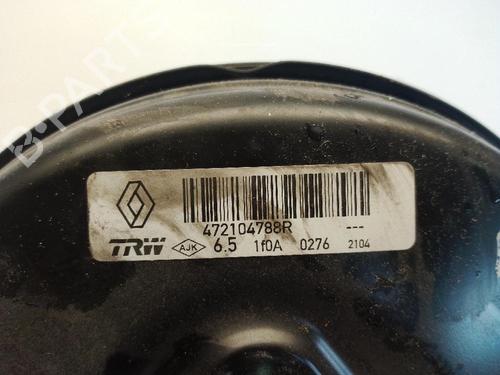 B-PARTS
472104788R
---
TRW AJK 6.5 1f0A 0276 2104